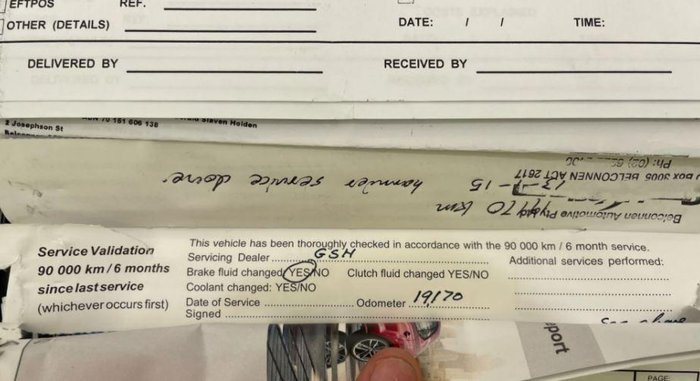 EFTPOS REF.
OTHER (DETAILS) DATE: / / TIME:
DELIVERED BY RECEIVED BY
Steven Holden
2 Josephson St
Ph: (02)
BOX 3005 BELCONNEN ACT 2617
service done.
15
Belconnen Automotive Pty
km
Service Validation
90 000 km / 6 months
since last service
(whichever occurs first)
This vehicle has been thoroughly checked in accordance with the 90 000 km / 6 month service.
Servicing Dealer GSH
Additional services performed:
Brake fluid changed YES/NO Clutch fluid changed YES/NO
Coolant changed: YES/NO
Date of Service Odometer 19170
Signed
port
PAGE